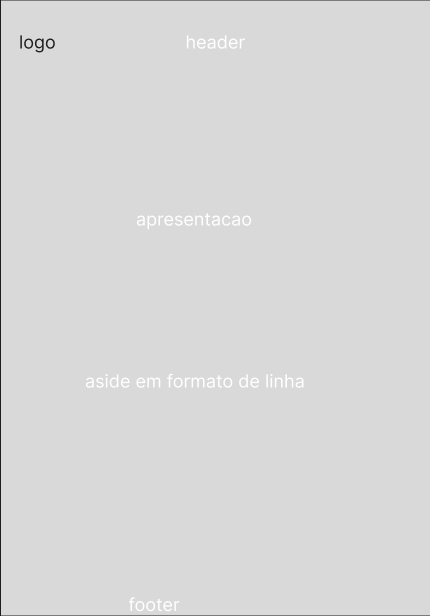 logo
header
apresentacao
aside em formato de linha
footer